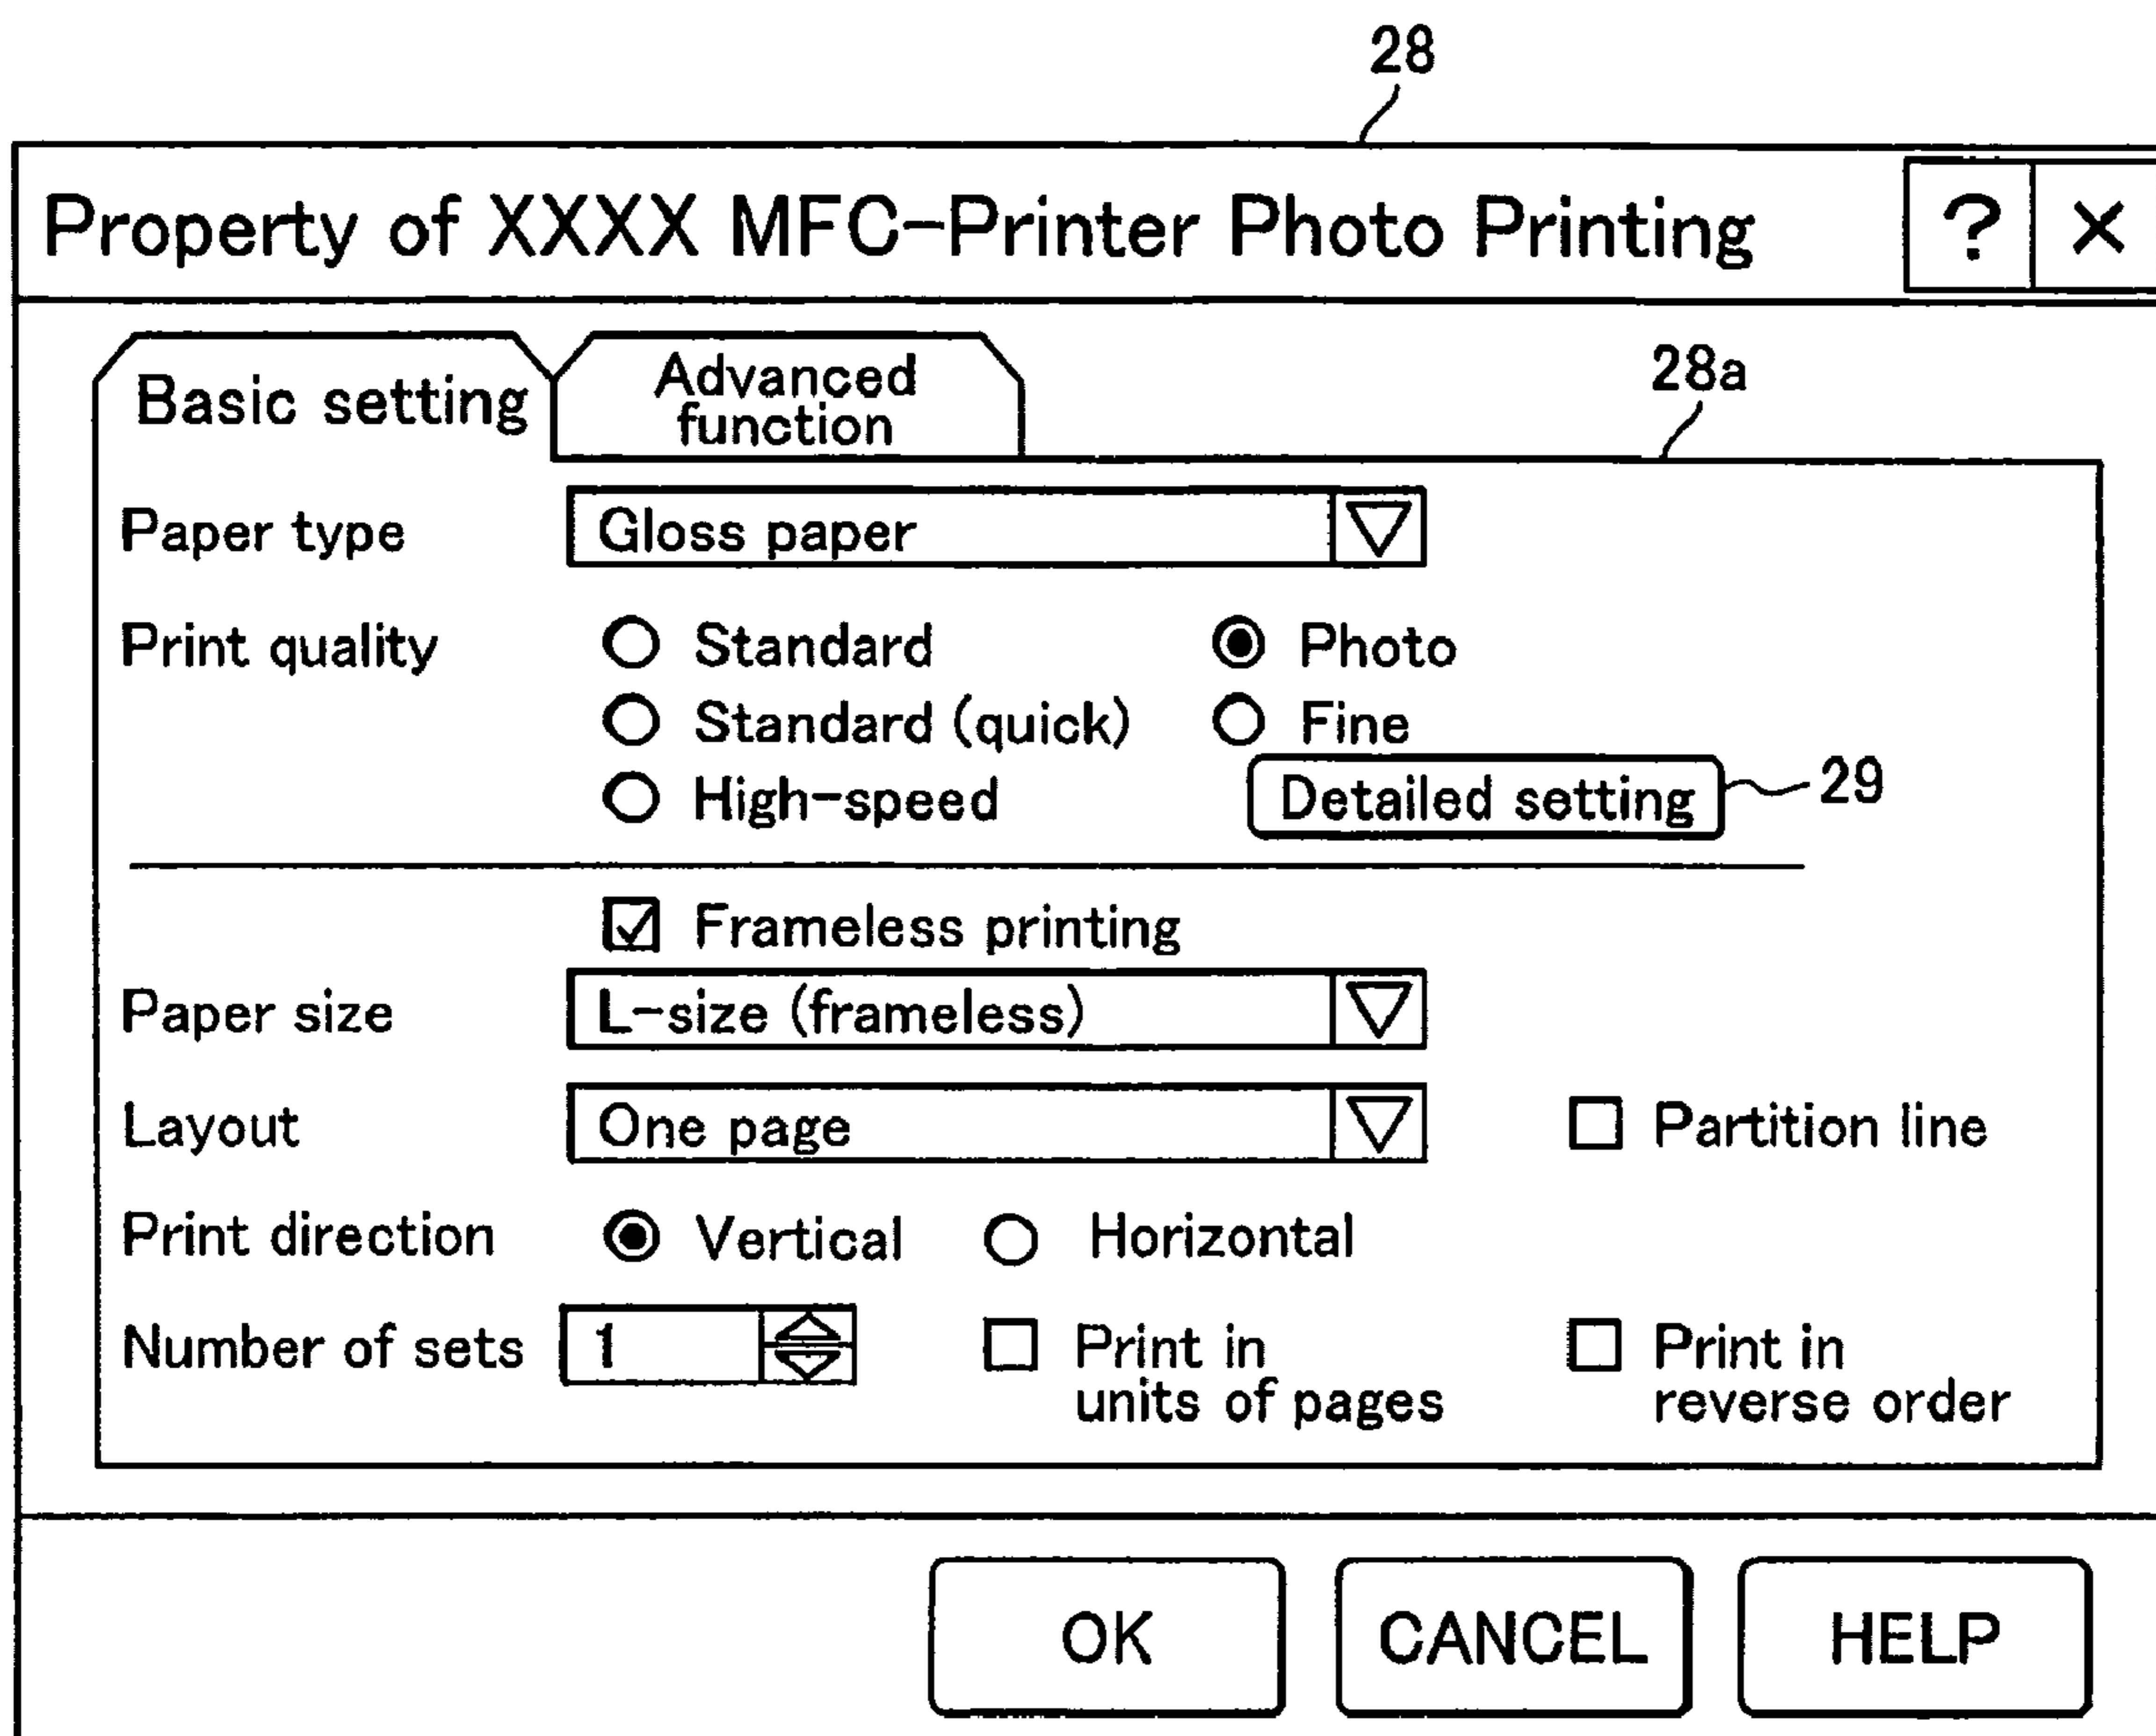 28
Property of XXXX MFC-Printer Photo Printing ? ×
Basic setting
Advanced
function
28a
Paper type Gloss paper
Print quality Standard Photo
Standard (quick) Fine
High-speed Detailed setting 29
Frameless printing
Paper size L-size (frameless)
Layout One page Partition line
Print direction Vertical Horizontal
Number of sets 1 Print in Print in
units of pages reverse order
OK CANCEL HELP